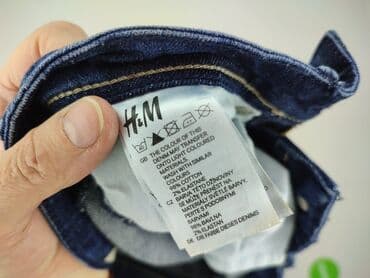 H&M
GB THE COLOUR OF THIS
DENIM MAY TRANSFER
ONTO LIGHT COLOURED
MATERIALS.
WASH WITH SIMILAR
COLOURS
98% COTTON
2% ELASTANE
CZ BARVA TÉTO DŽÍNOVINY
SE MŮŽE PŘENÉST NA
MATERIÁLY SVĚTLÉ BARVY.
PERTE S PODOBNÝMI
BARVAMI
98% BAVLNA
2% ELASTAN
DE DIE FARBE DIESES DENIMS